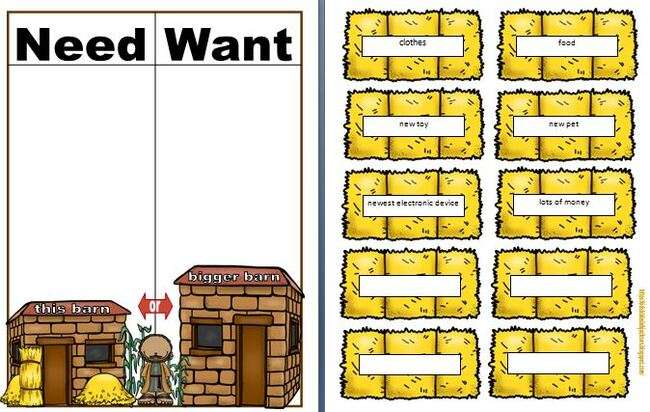 Need Want
this barn
or
bigger barn
clothes
food
new toy
new pet
newest electronic device
lots of money